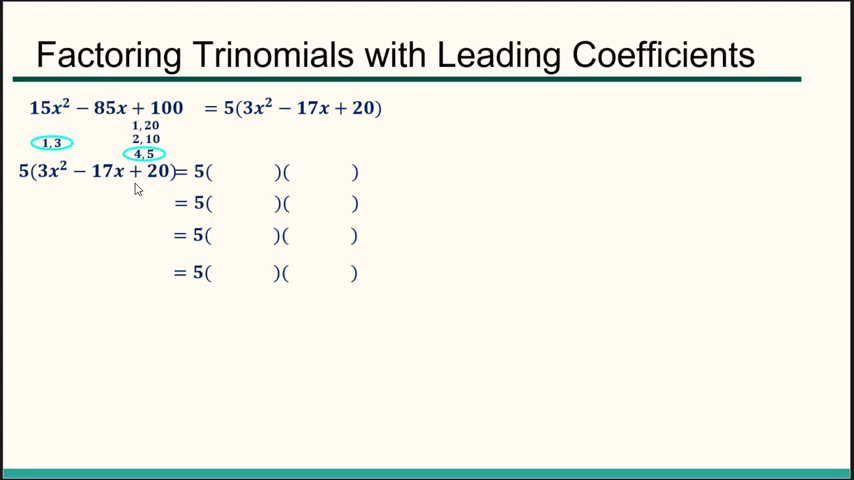 Factoring Trinomials with Leading Coefficients
15x² − 85x + 100 = 5(3x² − 17x + 20)
1, 20
2, 10
1, 3 4, 5
5(3x² − 17x + 20)= 5( )( )
= 5( )( )
= 5( )( )
= 5( )( )